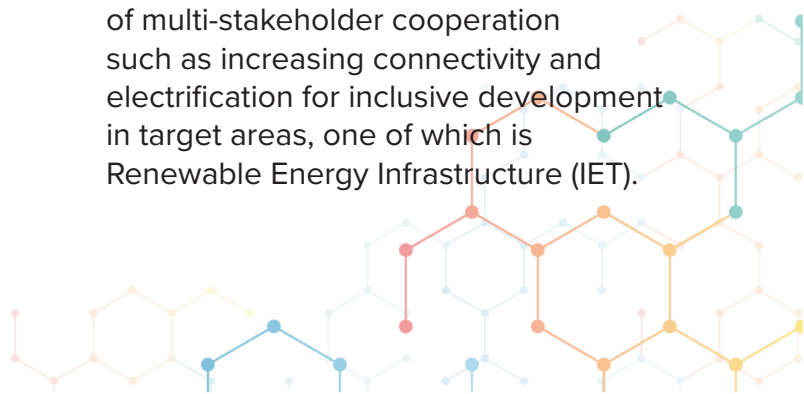 of multi-stakeholder cooperation
such as increasing connectivity and
electrification for inclusive development
in target areas, one of which is
Renewable Energy Infrastructure (IET).